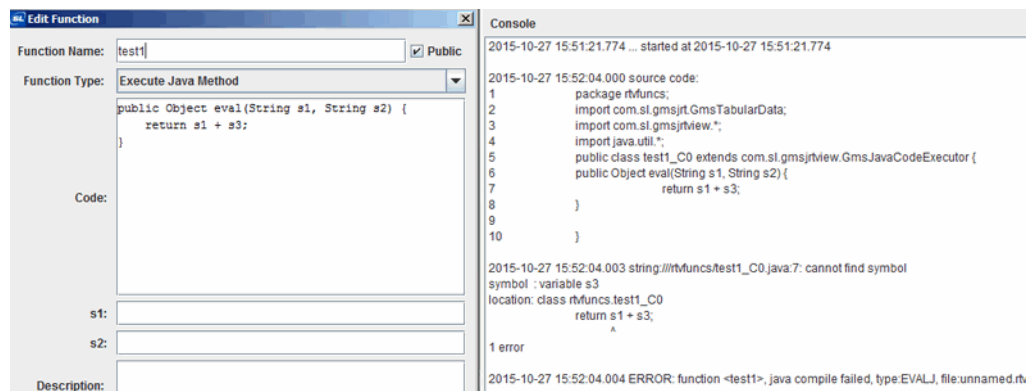 SL Edit Function
Function Name: test1 Public
Function Type: Execute Java Method
Code:
public Object eval(String s1, String s2) {
return s1 + s3;
}
s1:
s2:
Description:
Console
2015-10-27 15:51:21.774 ... started at 2015-10-27 15:51:21.774
2015-10-27 15:52:04.000 source code:
1 package rtvfuncs;
2 import com.sl.gmsjrt.GmsTabularData;
3 import com.sl.gmsjrtview.*;
4 import java.util.*;
5 public class test1_C0 extends com.sl.gmsjrtview.GmsJavaCodeExecutor {
6 public Object eval(String s1, String s2) {
7 return s1 + s3;
8 }
9
10 }
2015-10-27 15:52:04.003 string:///rtvfuncs/test1_C0.java:7: cannot find symbol
symbol : variable s3
location: class rtvfuncs.test1_C0
return s1 + s3;
^
1 error
2015-10-27 15:52:04.004 ERROR: function <test1>, java compile failed, type:EVALJ, file:unnamed.rtv